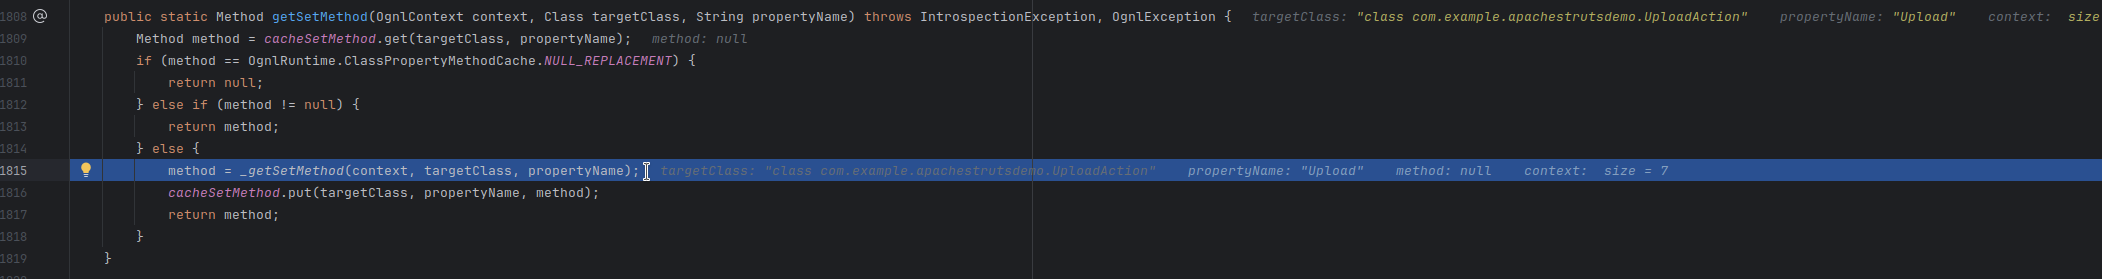 1808 @ public static Method getSetMethod(OgnlContext context, Class targetClass, String propertyName) throws IntrospectionException, OgnlException { targetClass: "class com.example.apachestrutsdemo.UploadAction" propertyName: "Upload" context: size
1809 Method method = cacheSetMethod.get(targetClass, propertyName); method: null
1810 if (method == OgnlRuntime.ClassPropertyMethodCache.NULL_REPLACEMENT) {
1811 return null;
1812 } else if (method != null) {
1813 return method;
1814 } else {
1815 method = _getSetMethod(context, targetClass, propertyName); targetClass: "class com.example.apachestrutsdemo.UploadAction" propertyName: "Upload" method: null context: size = 7
1816 cacheSetMethod.put(targetClass, propertyName, method);
1817 return method;
1818 }
1819 }